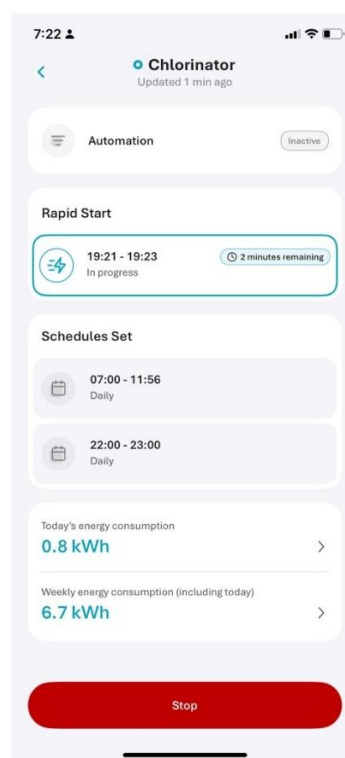 7:22
Chlorinator
Updated 1 min ago
Automation
Inactive
Rapid Start
19:21 - 19:23
2 minutes remaining
In progress
Schedules Set
07:00 - 11:56
Daily
22:00 - 23:00
Daily
Today's energy consumption
0.8 kWh
Weekly energy consumption (including today)
6.7 kWh
Stop